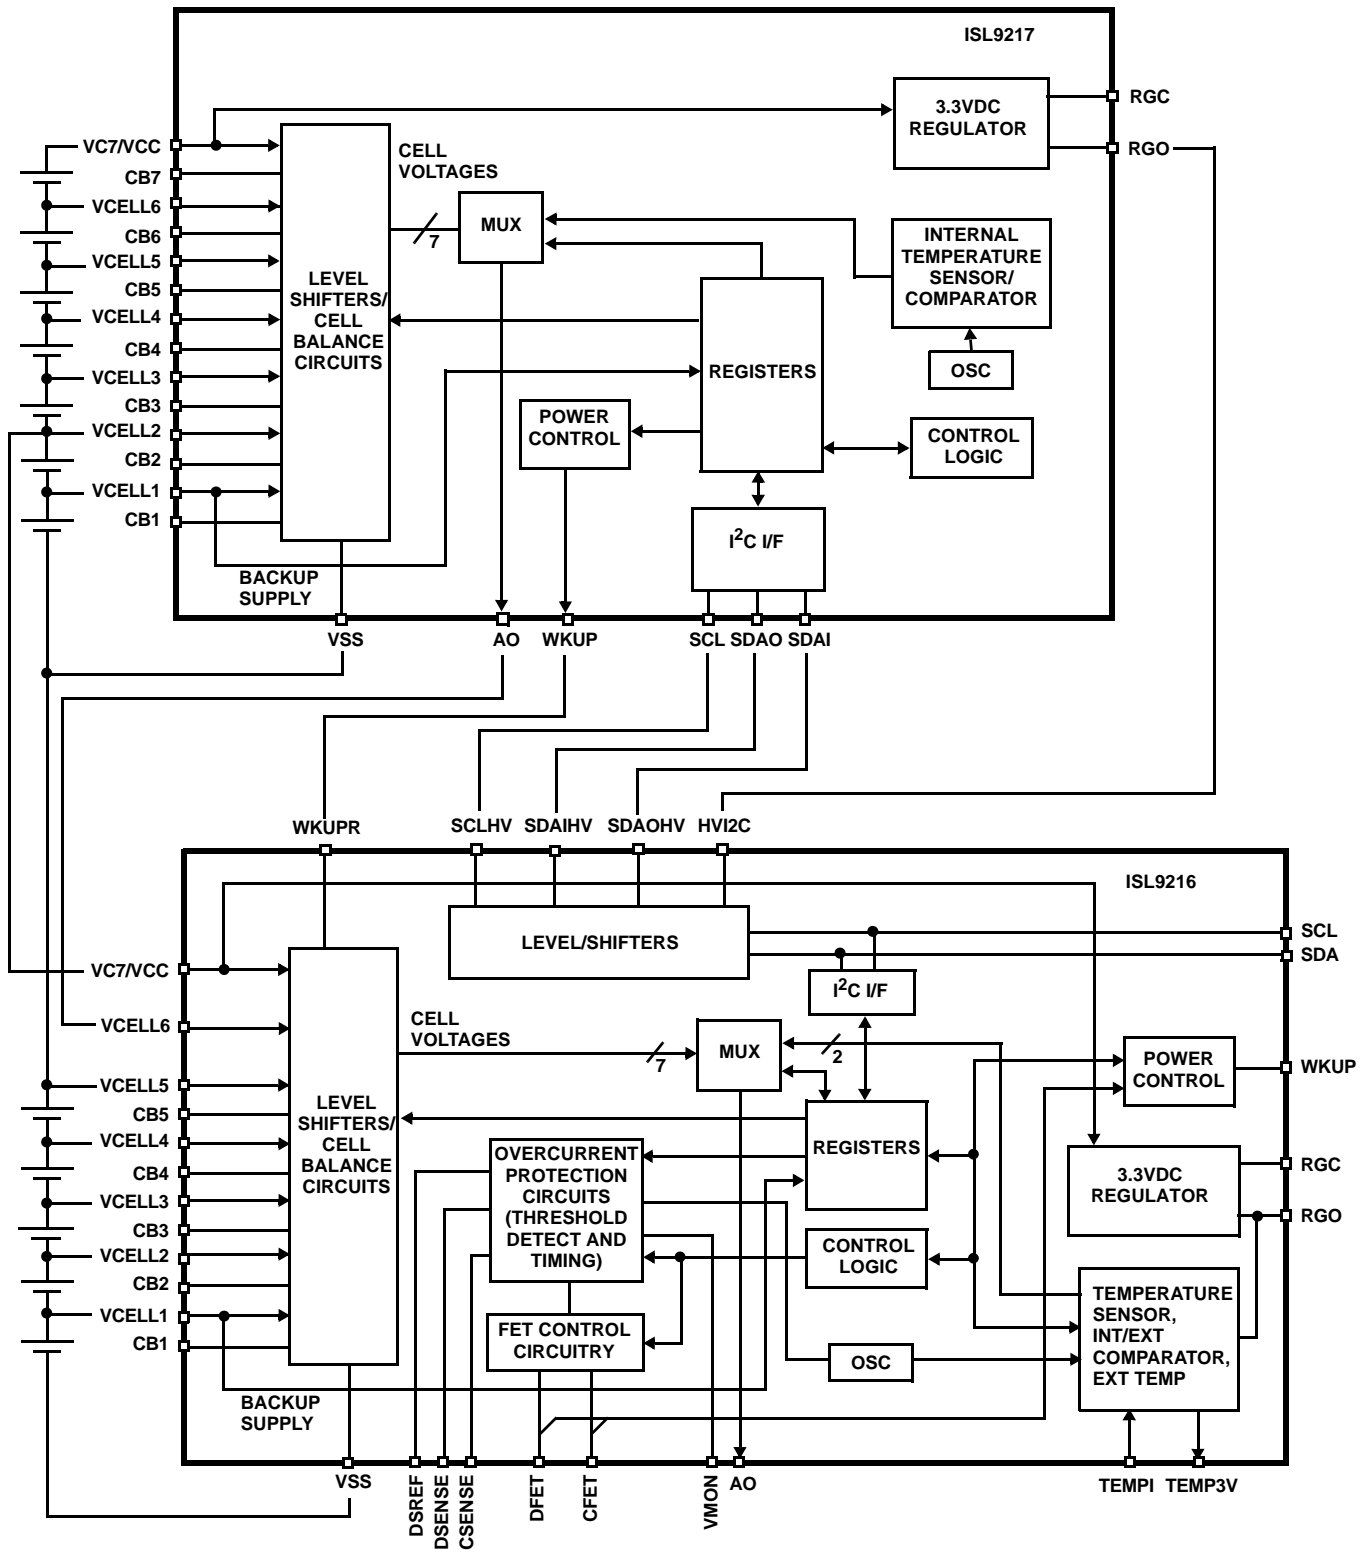 ISL9217
3.3VDC
REGULATOR
RGC
RGO
VC7/VCC
CB7
VCELL6
CB6
VCELL5
CB5
VCELL4
CB4
VCELL3
CB3
VCELL2
CB2
VCELL1
CB1
CELL
VOLTAGES
7
MUX
LEVEL
SHIFTERS/
CELL
BALANCE
CIRCUITS
INTERNAL
TEMPERATURE
SENSOR/
COMPARATOR
OSC
REGISTERS
POWER
CONTROL
CONTROL
LOGIC
I2C I/F
BACKUP
SUPPLY
VSS
AO
WKUP
SCL
SDAO
SDAI
WKUPR
SCLHV
SDAIHV
SDAOHV
HVI2C
ISL9216
LEVEL/SHIFTERS
SCL
SDA
I2C I/F
VC7/VCC
VCELL6
VCELL5
CB5
VCELL4
CB4
VCELL3
CB3
VCELL2
CB2
VCELL1
CB1
CELL
VOLTAGES
7
MUX
2
POWER
CONTROL
WKUP
LEVEL
SHIFTERS/
CELL
BALANCE
CIRCUITS
OVERCURRENT
PROTECTION
CIRCUITS
(THRESHOLD
DETECT AND
TIMING)
REGISTERS
3.3VDC
REGULATOR
RGC
RGO
CONTROL
LOGIC
FET CONTROL
CIRCUITRY
OSC
TEMPERATURE
SENSOR,
INT/EXT
COMPARATOR,
EXT TEMP
BACKUP
SUPPLY
VSS
DSREF
DSENSE
CSENSE
DFET
CFET
VMON
AO
TEMPI
TEMP3V